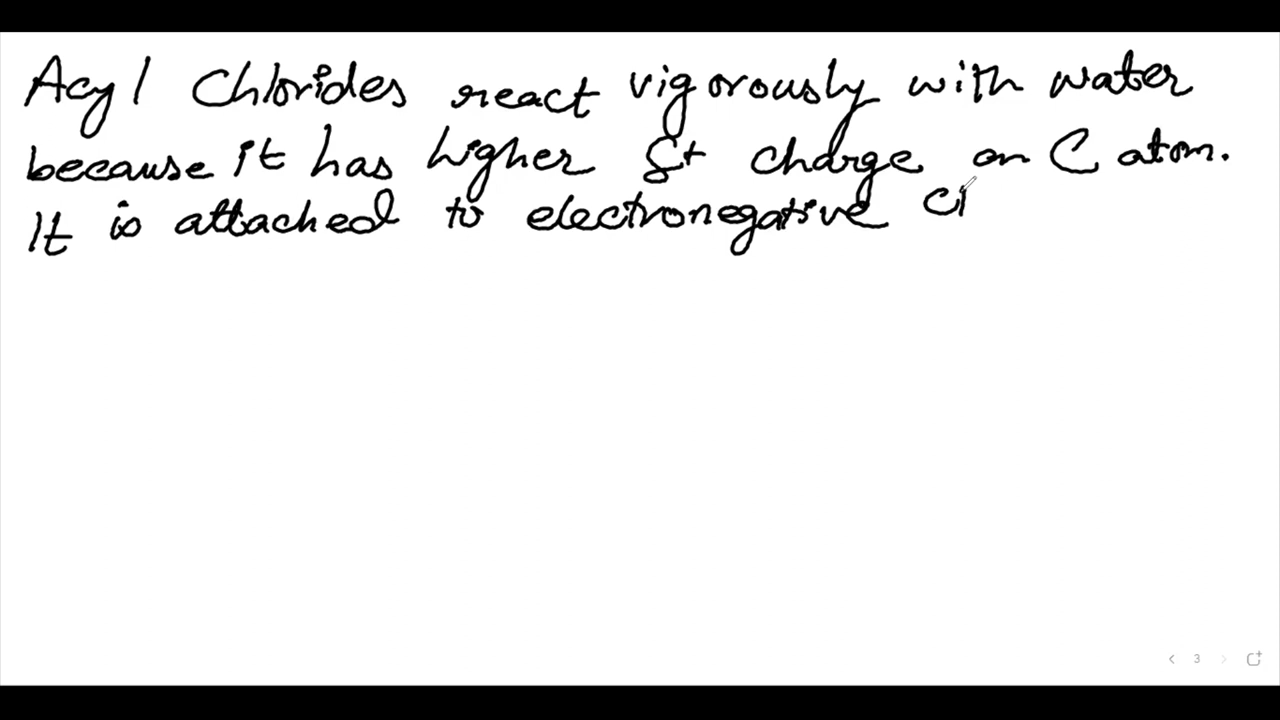 Acyl Chlorides react vigorously with water
because it has higher δ+ charge on C atom.
It is attached to electronegative Cl
3